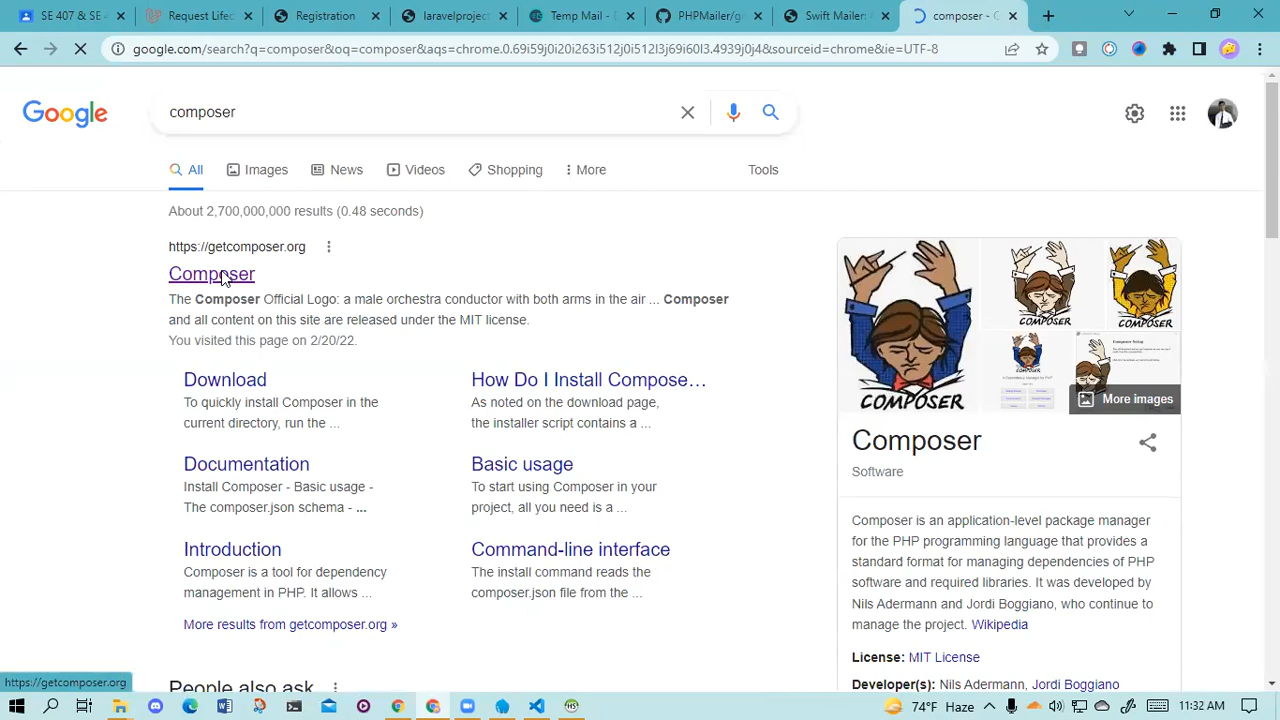 SE 407 & SE 4
Request Lifec
Registration
laravelprojec
Temp Mail - D
PHPMailer/ge
Swift Mailer:
composer - G
google.com/search?q=composer&oq=composer&aqs=chrome.0.69i59j0i20i263i512j0i512l3j69i60l3.4939j0j4&sourceid=chrome&ie=UTF-8
Google
composer
All
Images
News
Videos
Shopping
More
Tools
About 2,700,000,000 results (0.48 seconds)
https://getcomposer.org
Composer
The Composer Official Logo: a male orchestra conductor with both arms in the air ... Composer
and all content on this site are released under the MIT license.
You visited this page on 2/20/22.
Download
To quickly install Composer in the
current directory, run the ...
How Do I Install Compose...
As noted on the download page,
the installer script contains a ...
Documentation
Install Composer - Basic usage -
The composer.json schema - ...
Basic usage
To start using Composer in your
project, all you need is a ...
Introduction
Composer is a tool for dependency
management in PHP. It allows ...
Command-line interface
The install command reads the
composer.json file from the ...
More results from getcomposer.org »
People also ask
COMPOSER
COMPOSER
COMPOSER
More images
Composer
Software
Composer is an application-level package manager
for the PHP programming language that provides a
standard format for managing dependencies of PHP
software and required libraries. It was developed by
Nils Adermann and Jordi Boggiano, who continue to
manage the project. Wikipedia
License: MIT License
Developer(s): Nils Adermann, Jordi Boggiano
https://getcomposer.org
74°F Haze
11:32 AM